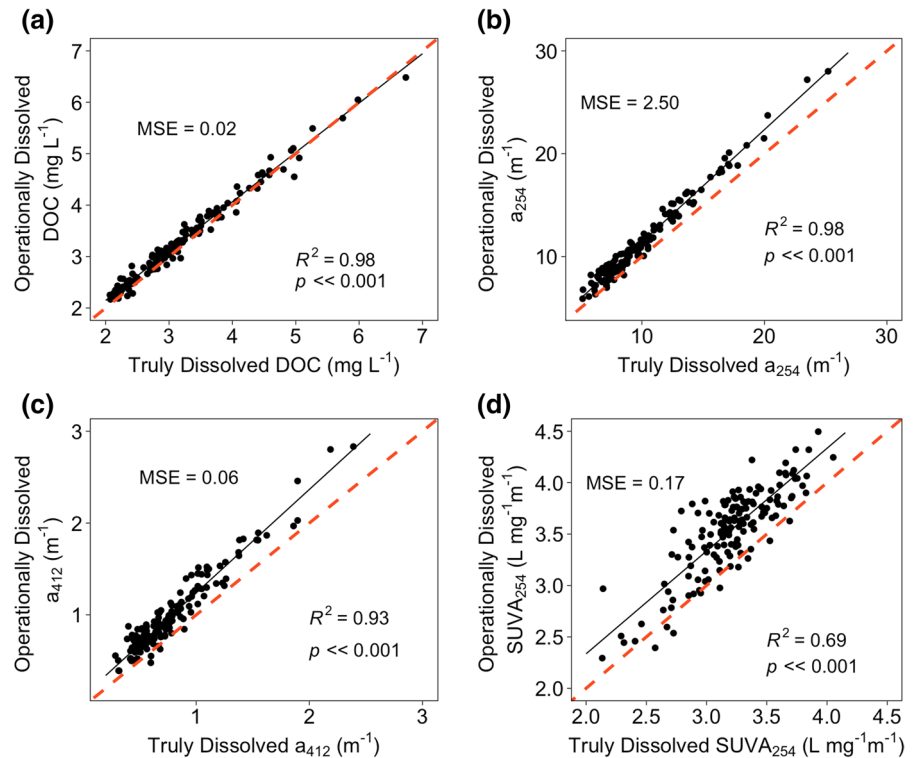 (a)
7
6
5
4
3
2
Operationally Dissolved
DOC (mg L⁻¹)
MSE = 0.02
R² = 0.98
p << 0.001
2 3 4 5 6 7
Truly Dissolved DOC (mg L⁻¹)
(b)
30
20
10
Operationally Dissolved
a₂₅₄ (m⁻¹)
MSE = 2.50
R² = 0.98
p << 0.001
10 20 30
Truly Dissolved a₂₅₄ (m⁻¹)
(c)
3
2
1
Operationally Dissolved
a₄₁₂ (m⁻¹)
MSE = 0.06
R² = 0.93
p << 0.001
1 2 3
Truly Dissolved a₄₁₂ (m⁻¹)
(d)
4.5
4.0
3.5
3.0
2.5
2.0
Operationally Dissolved
SUVA₂₅₄ (L mg⁻¹m⁻¹)
MSE = 0.17
R² = 0.69
p << 0.001
2.0 2.5 3.0 3.5 4.0 4.5
Truly Dissolved SUVA₂₅₄ (L mg⁻¹m⁻¹)